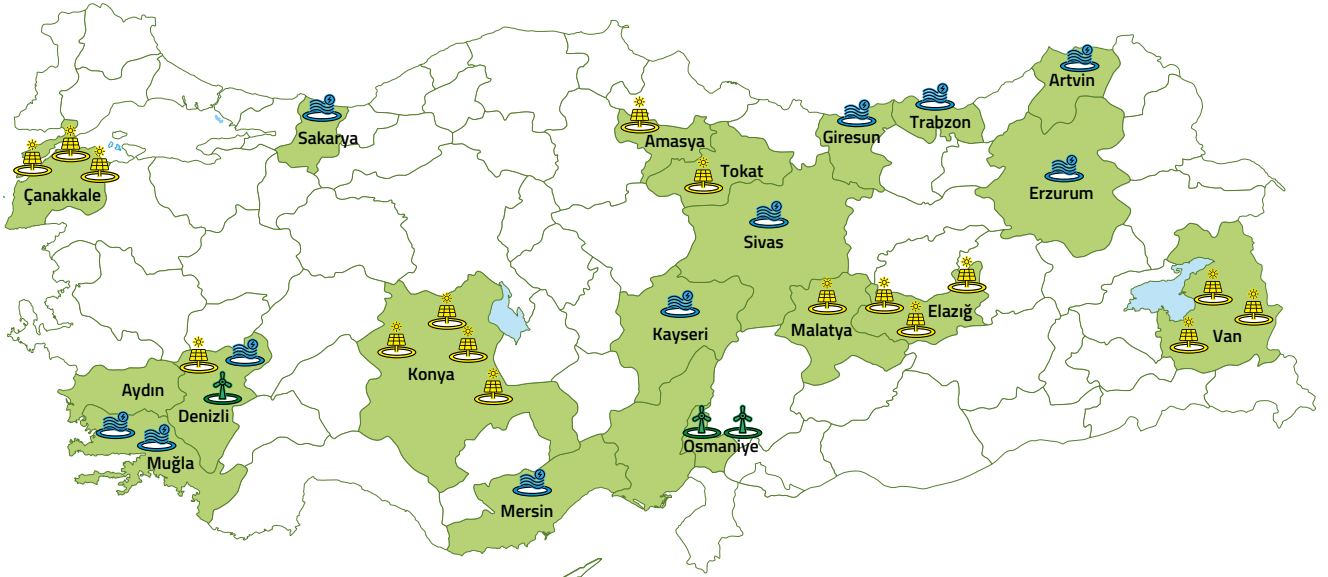 Artvin
Trabzon
Giresun
Sakarya
Amasya
Tokat
Erzurum
Çanakkale
Sivas
Elazığ
Malatya
Kayseri
Van
Konya
Aydın
Denizli
Osmaniye
Muğla
Mersin